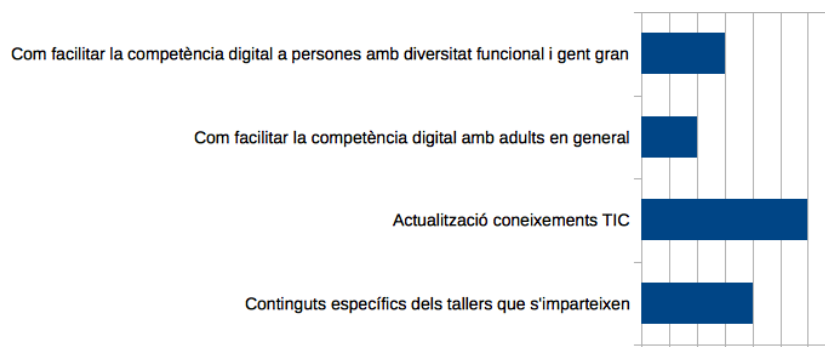 Com facilitar la competència digital a persones amb diversitat funcional i gent gran
Com facilitar la competència digital amb adults en general
Actualització coneixements TIC
Continguts específics dels tallers que s'imparteixen